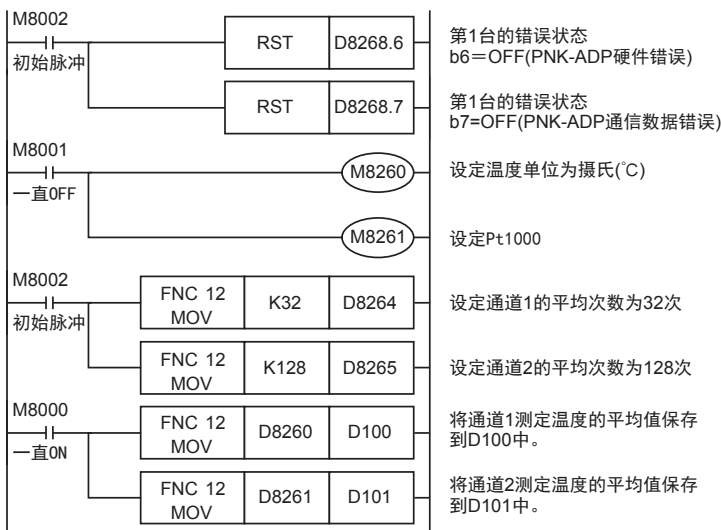 M8002
初始脉冲
RST D8268.6
第1台的错误状态
b6＝OFF(PNK-ADP硬件错误)
RST D8268.7
第1台的错误状态
b7=OFF(PNK-ADP通信数据错误)
M8001
一直OFF
M8260
设定温度单位为摄氏(℃)
M8261
设定Pt1000
M8002
初始脉冲
FNC 12
MOV
K32 D8264
设定通道1的平均次数为32次
FNC 12
MOV
K128 D8265
设定通道2的平均次数为128次
M8000
一直ON
FNC 12
MOV
D8260 D100
将通道1测定温度的平均值保存
到D100中。
FNC 12
MOV
D8261 D101
将通道2测定温度的平均值保存
到D101中。